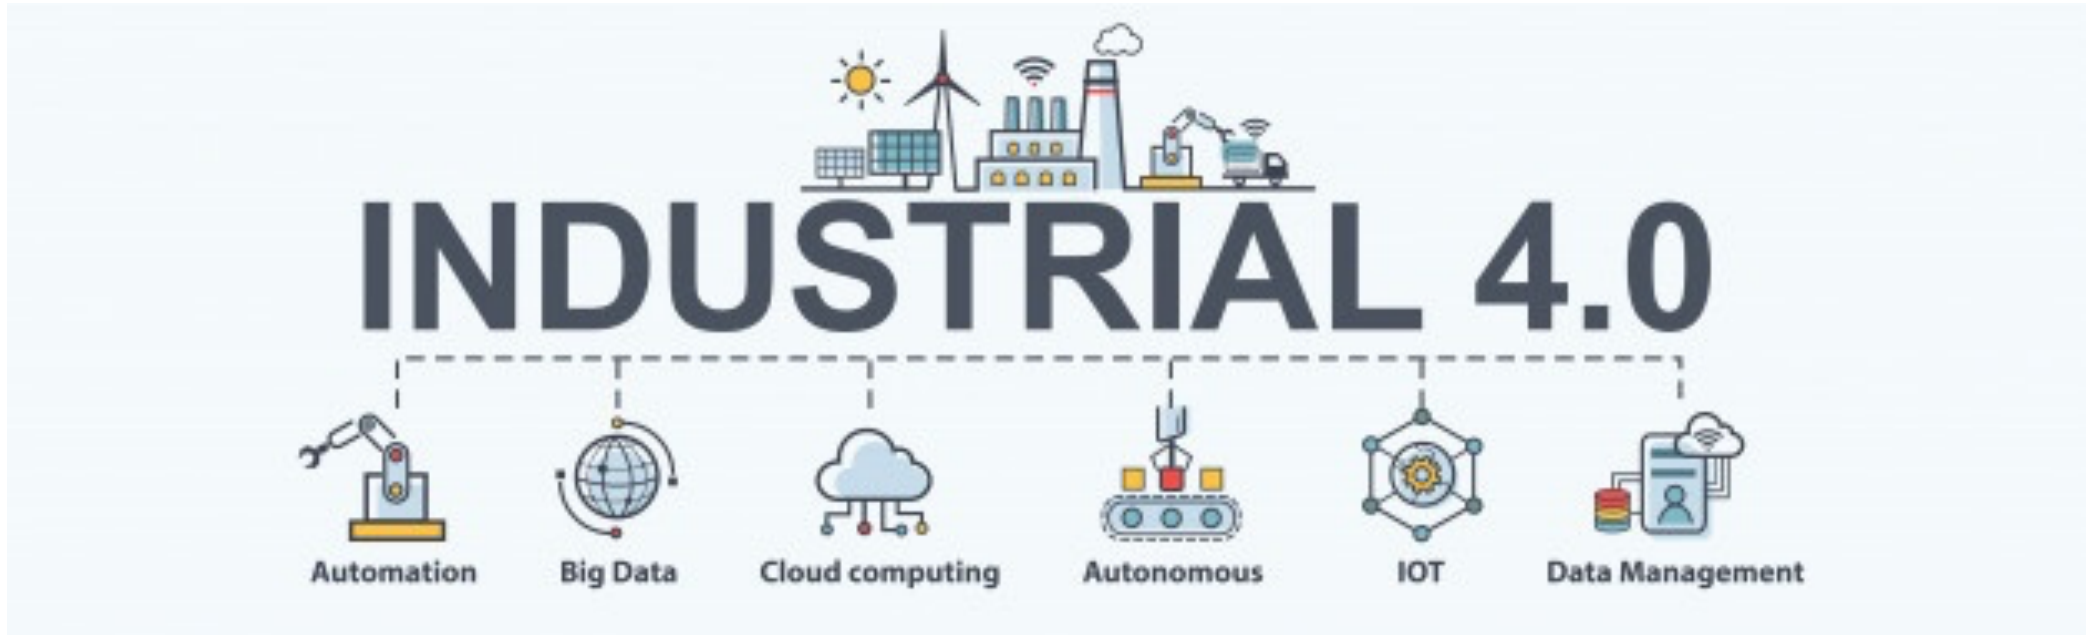 INDUSTRIAL 4.0
Automation
Big Data
Cloud computing
Autonomous
IOT
Data Management